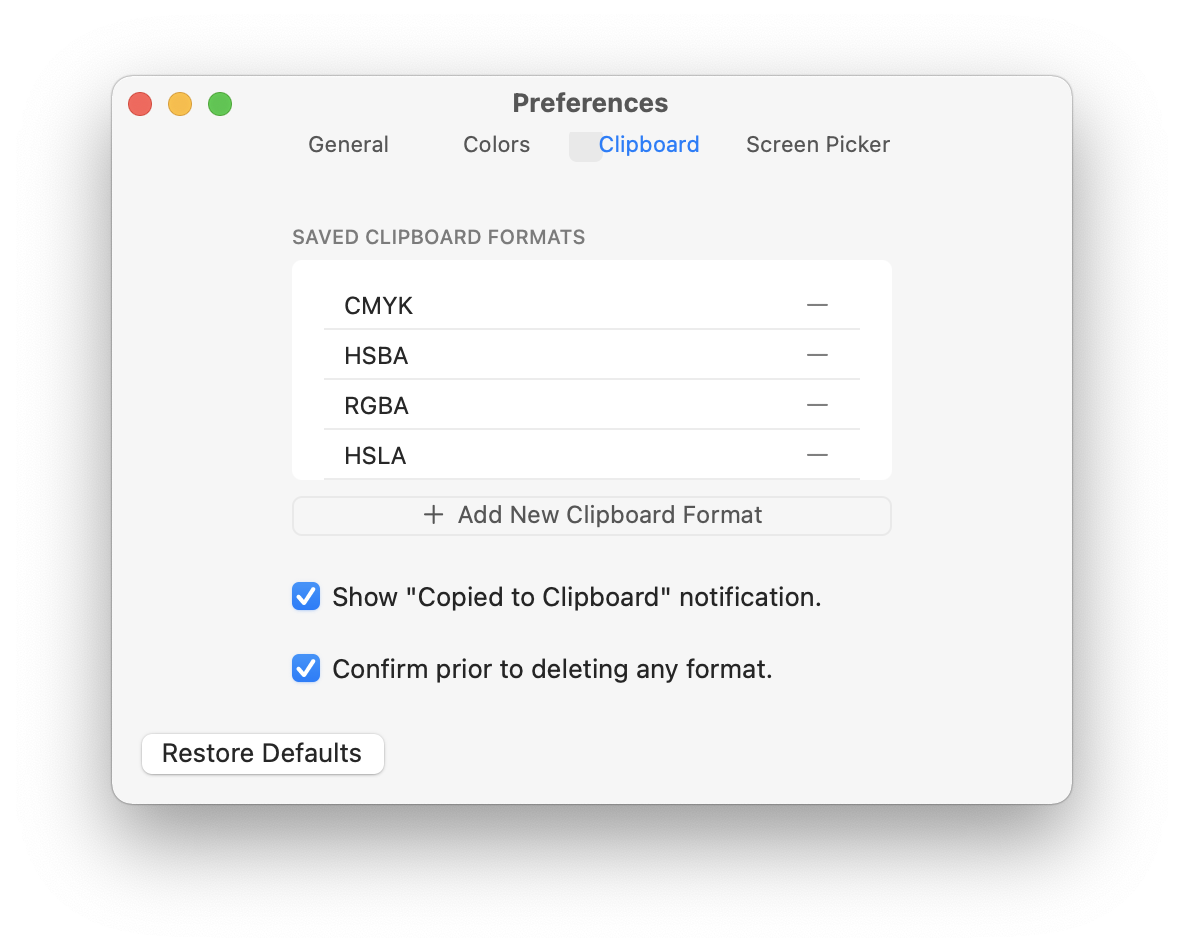 Preferences
General Colors Clipboard Screen Picker
SAVED CLIPBOARD FORMATS
CMYK
HSBA
RGBA
HSLA
+ Add New Clipboard Format
Show "Copied to Clipboard" notification.
Confirm prior to deleting any format.
Restore Defaults